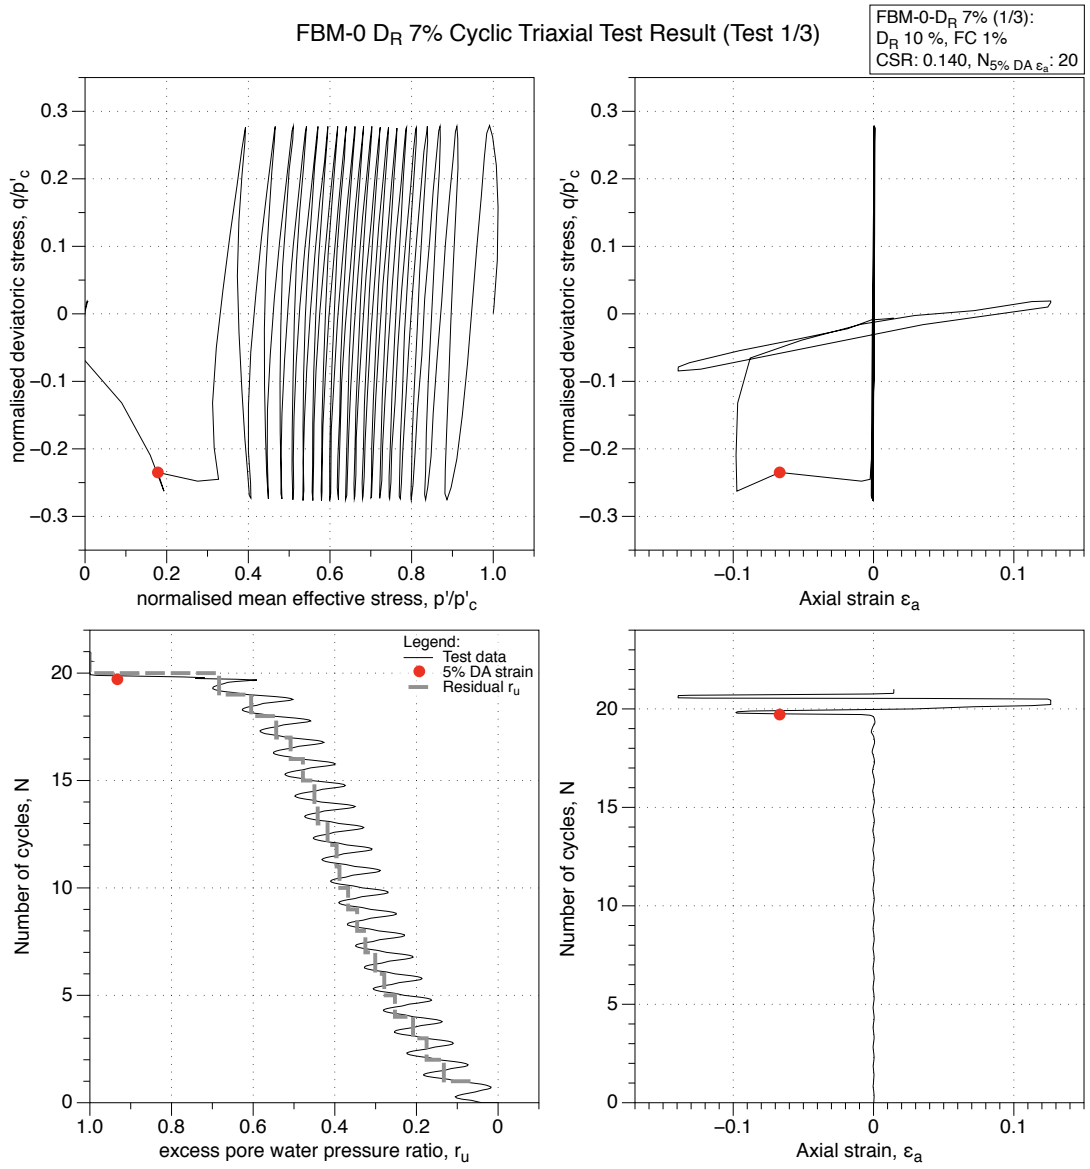 FBM-0 DR 7% Cyclic Triaxial Test Result (Test 1/3)
FBM-0-DR 7% (1/3):
DR 10 %, FC 1%
CSR: 0.140, N5% DA εa: 20
normalised deviatoric stress, q/p'c
0.3
0.2
0.1
0
−0.1
−0.2
−0.3
0 0.2 0.4 0.6 0.8 1.0
normalised mean effective stress, p'/p'c
normalised deviatoric stress, q/p'c
0.3
0.2
0.1
0
−0.1
−0.2
−0.3
−0.1 0 0.1
Axial strain εa
Legend:
Test data
5% DA strain
Residual ru
Number of cycles, N
20
15
10
5
0
1.0 0.8 0.6 0.4 0.2 0
excess pore water pressure ratio, ru
Number of cycles, N
20
15
10
5
0
−0.1 0 0.1
Axial strain, εa